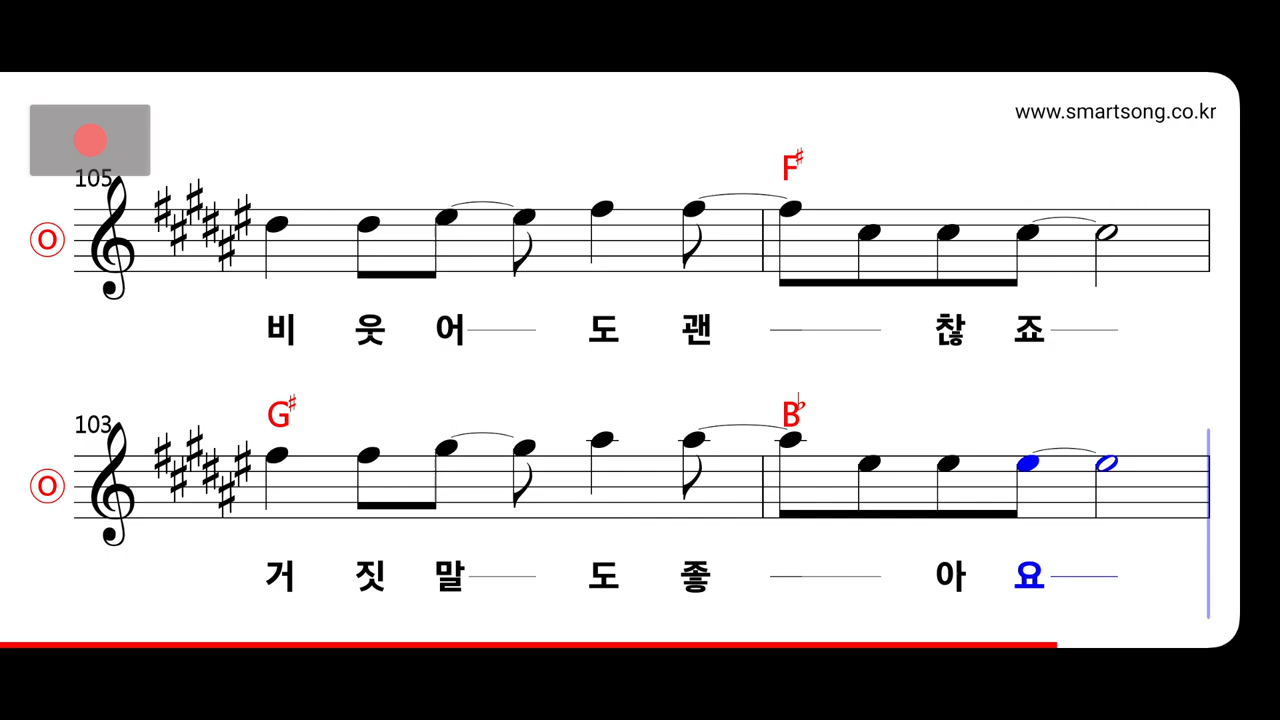 www.smartsong.co.kr
105
F♯
O
비 웃 어 도 괜 찮 죠
103
G♯ B♭
O
거 짓 말 도 좋 아 요